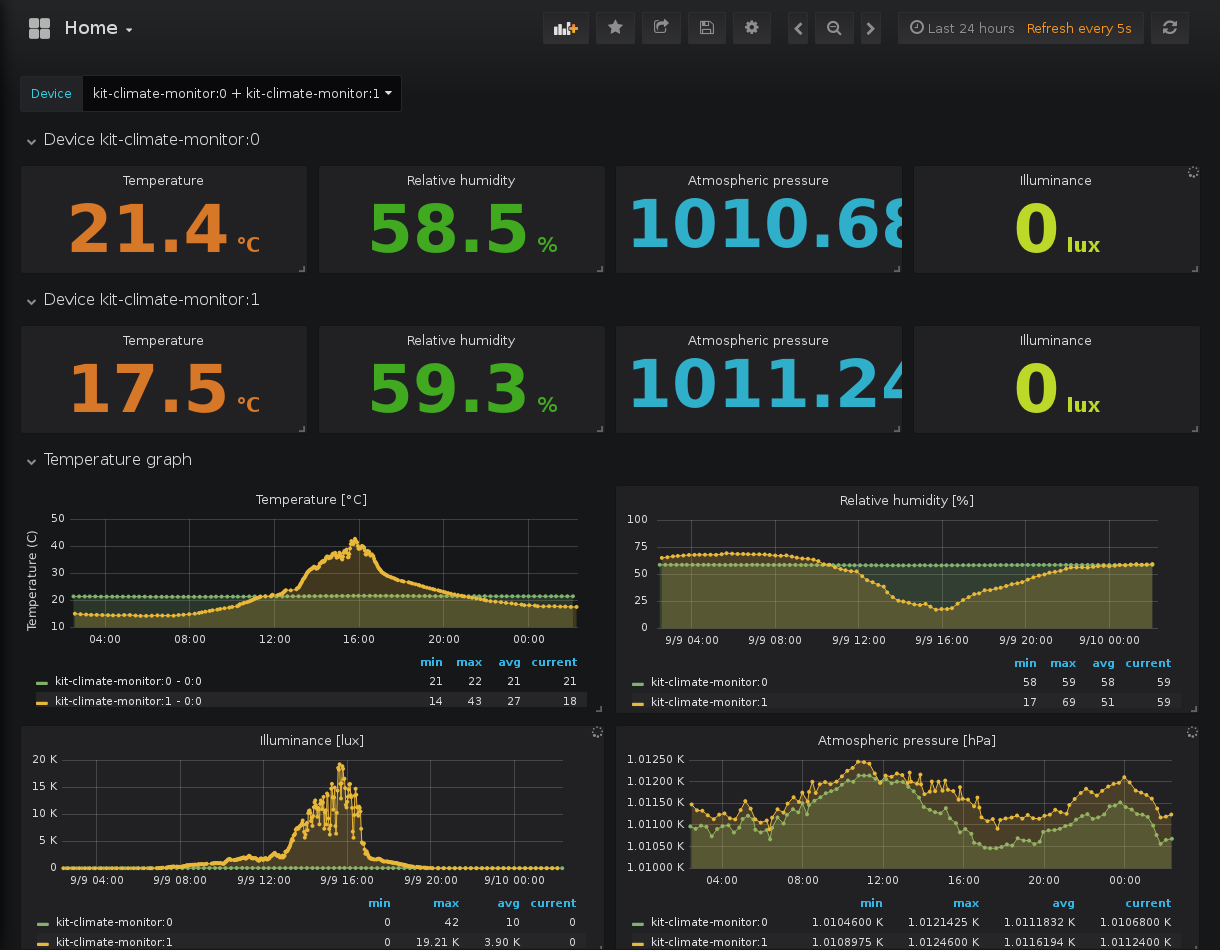 Home
Last 24 hours Refresh every 5s
Device kit-climate-monitor:0 + kit-climate-monitor:1
Device kit-climate-monitor:0
Temperature Relative humidity Atmospheric pressure Illuminance
21.4 °C 58.5 % 1010.68 0 lux
Device kit-climate-monitor:1
Temperature Relative humidity Atmospheric pressure Illuminance
17.5 °C 59.3 % 1011.24 0 lux
Temperature graph
Temperature [°C]
Temperature (C)
50
40
30
20
10
04:00 08:00 12:00 16:00 20:00 00:00
min max avg current
kit-climate-monitor:0 - 0:0 21 22 21 21
kit-climate-monitor:1 - 0:0 14 43 27 18
Relative humidity [%]
100
75
50
25
0
9/9 04:00 9/9 08:00 9/9 12:00 9/9 16:00 9/9 20:00 9/10 00:00
min max avg current
kit-climate-monitor:0 58 59 58 59
kit-climate-monitor:1 17 69 51 59
Illuminance [lux]
20 K
15 K
10 K
5 K
0
9/9 04:00 9/9 08:00 9/9 12:00 9/9 16:00 9/9 20:00 9/10 00:00
min max avg current
kit-climate-monitor:0 0 42 10 0
kit-climate-monitor:1 0 19.21 K 3.90 K 0
Atmospheric pressure [hPa]
1.01250 K
1.01200 K
1.01150 K
1.01100 K
1.01050 K
1.01000 K
04:00 08:00 12:00 16:00 20:00 00:00
min max avg current
kit-climate-monitor:0 1.0104600 K 1.0121425 K 1.0111832 K 1.0106800 K
kit-climate-monitor:1 1.0108975 K 1.0124600 K 1.0116194 K 1.0112400 K